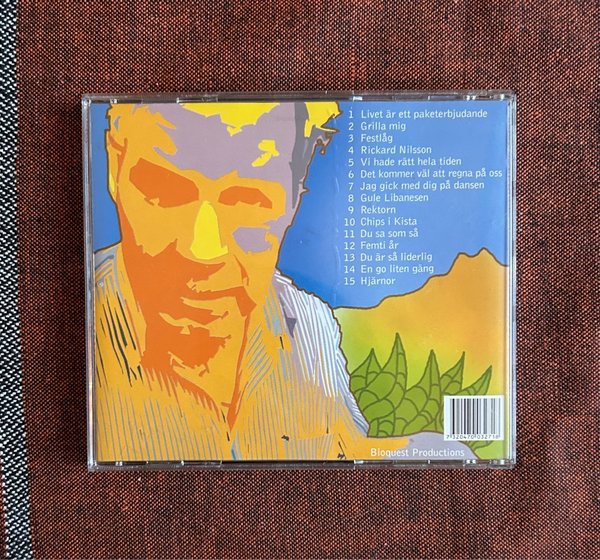 1 Livet är ett paketerbjudande
2 Grilla mig
3 Festlåg
4 Rickard Nilsson
5 Vi hade rätt hela tiden
6 Det kommer väl att regna på oss
7 Jag gick med dig på dansen
8 Gule Libanesen
9 Rektorn
10 Chips i Kista
11 Du sa som så
12 Femti år
13 Du är så liderlig
14 En go liten gäng
15 Hjärnor
7320470032718
Bloquest Productions